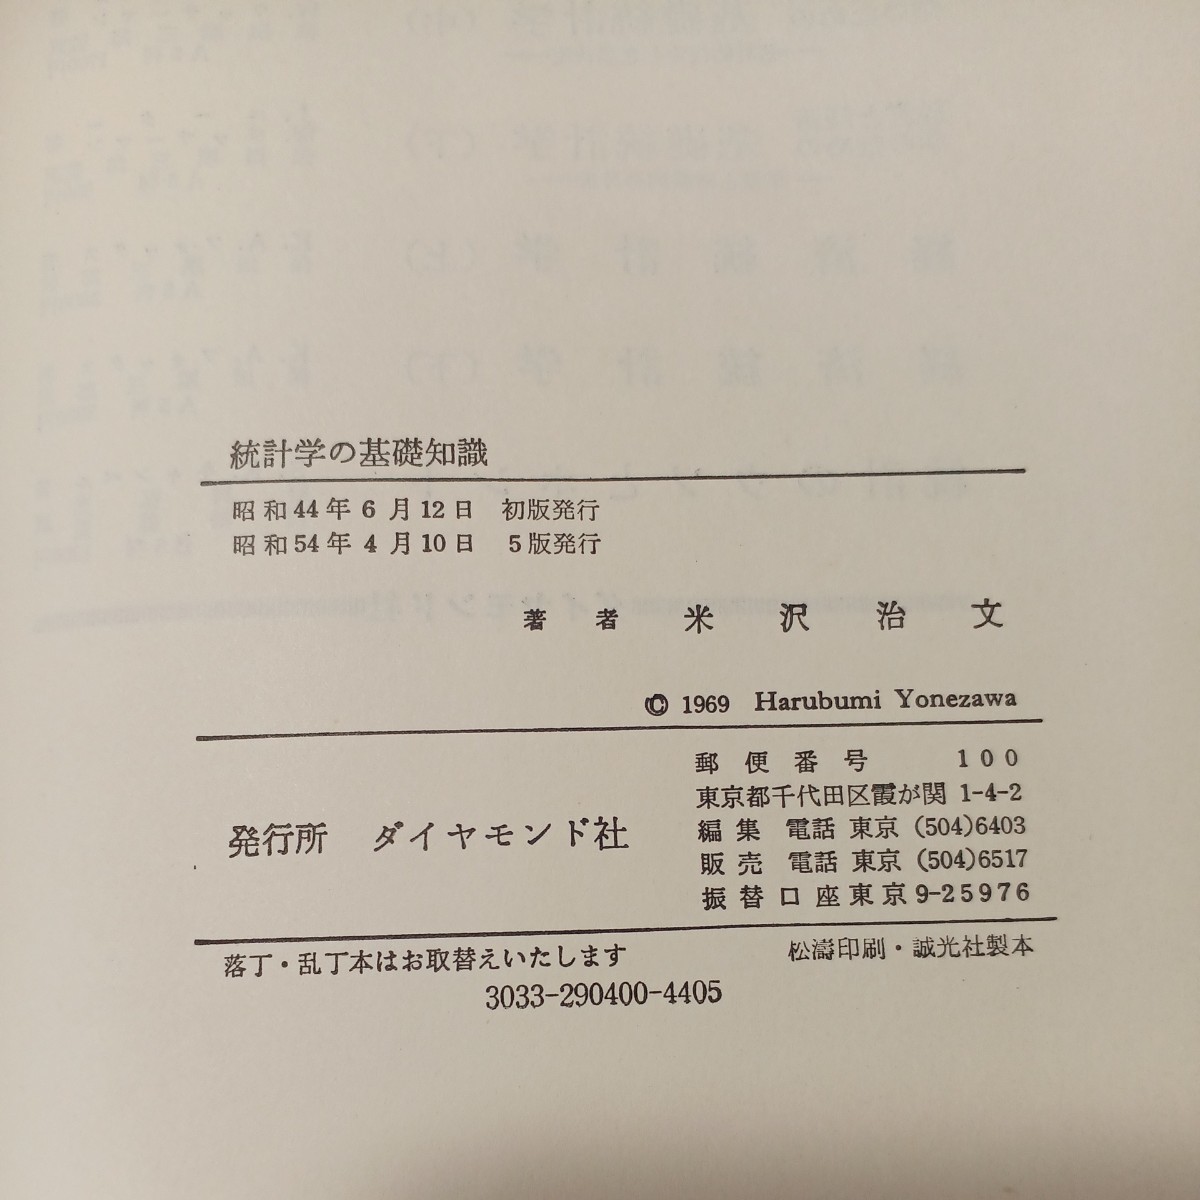 統計学の基礎知識
昭和44年6月12日 初版発行
昭和54年4月10日 5版発行
著者 米沢治文
© 1969 Harubumi Yonezawa
発行所 ダイヤモンド社
郵便番号 100
東京都千代田区霞が関 1-4-2
編集 電話 東京 (504)6403
販売 電話 東京 (504)6517
振替口座東京 9-25976
落丁・乱丁本はお取替えいたします
松濤印刷・誠光社製本
3033-290400-4405